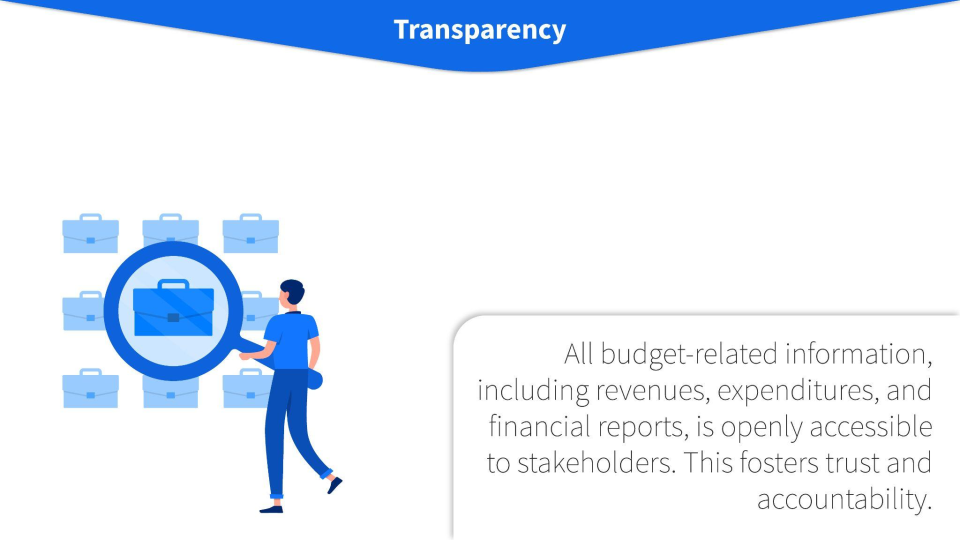 Transparency
All budget-related information,
including revenues, expenditures, and
financial reports, is openly accessible
to stakeholders. This fosters trust and
accountability.